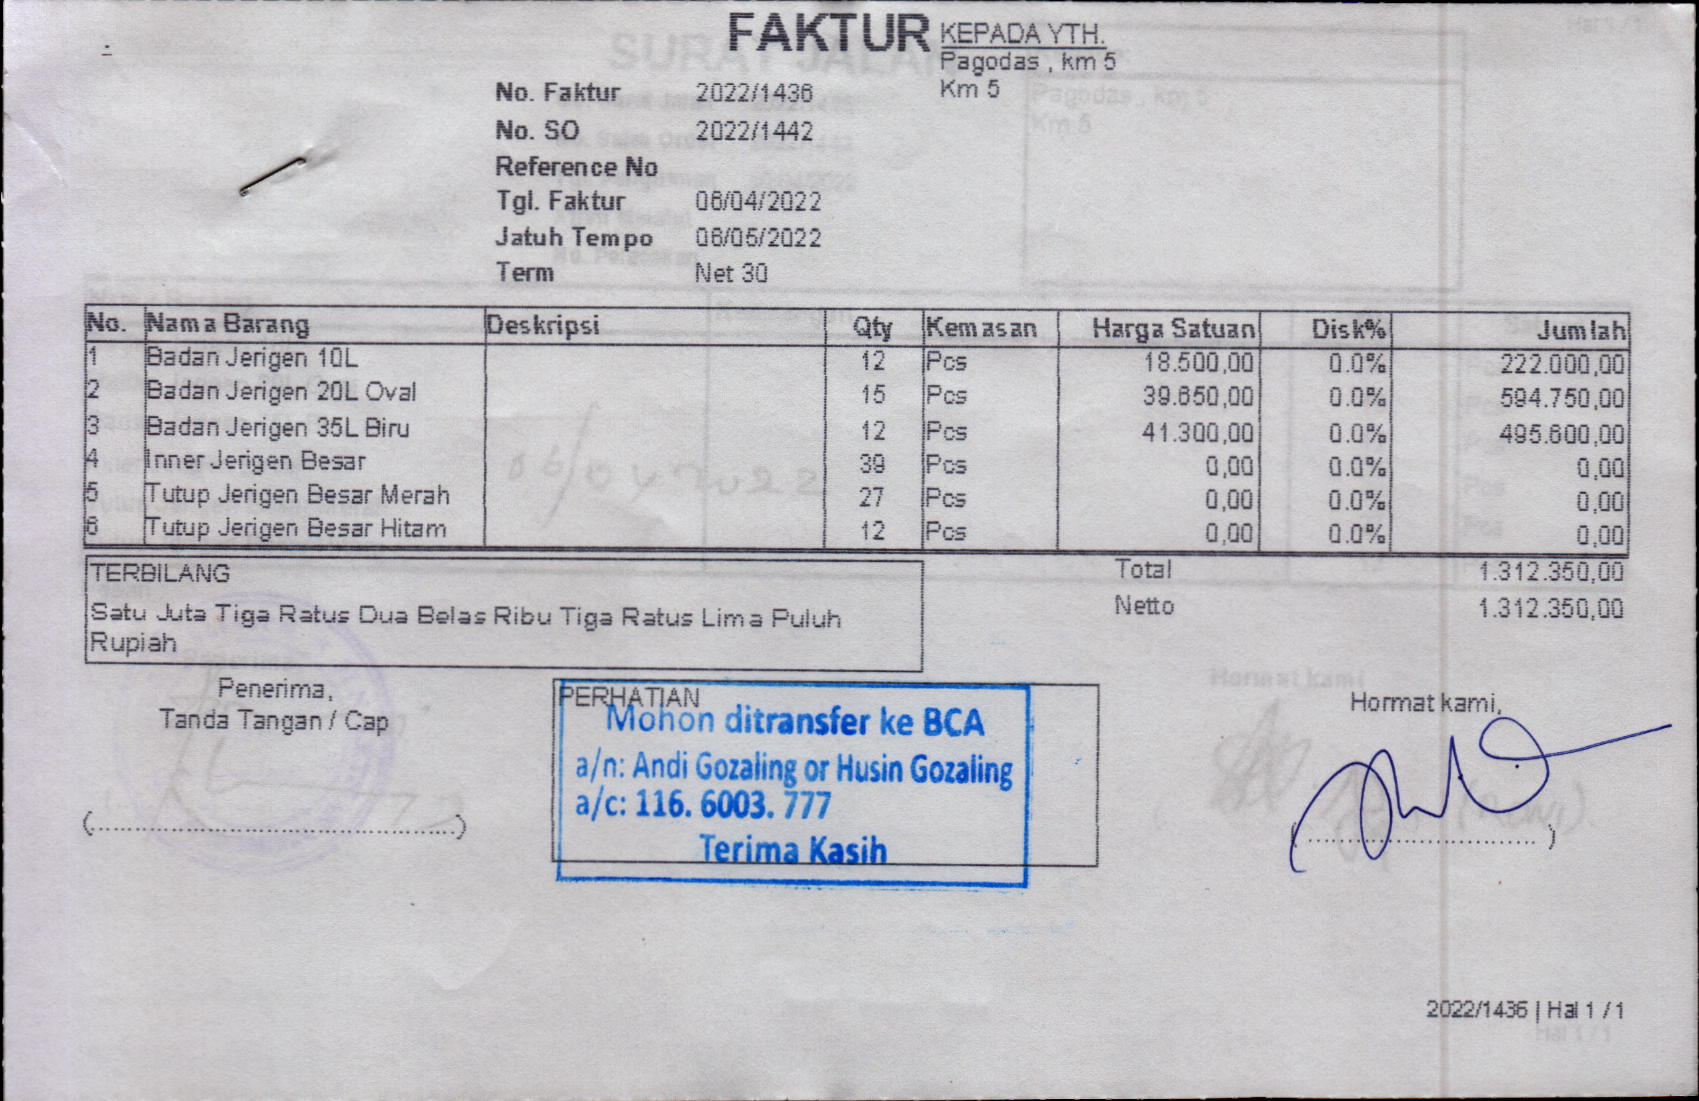 FAKTUR
KEPADA YTH.
Pagodas , km 5
Km 5
No. Faktur 2022/1436
No. SO 2022/1442
Reference No
Tgl. Faktur 06/04/2022
Jatuh Tempo 06/05/2022
Term Net 30
No. Nama Barang Deskripsi Qty Kemasan Harga Satuan Disk% Jumlah
1 Badan Jerigen 10L 12 Pcs 18.500,00 0.0% 222.000,00
2 Badan Jerigen 20L Oval 15 Pcs 39.650,00 0.0% 594.750,00
3 Badan Jerigen 35L Biru 12 Pcs 41.300,00 0.0% 495.600,00
4 Inner Jerigen Besar 39 Pcs 0,00 0.0% 0,00
5 Tutup Jerigen Besar Merah 27 Pcs 0,00 0.0% 0,00
6 Tutup Jerigen Besar Hitam 12 Pcs 0,00 0.0% 0,00
Total 1.312.350,00
Netto 1.312.350,00
TERBILANG
Satu Juta Tiga Ratus Dua Belas Ribu Tiga Ratus Lima Puluh
Rupiah
Penerima,
Tanda Tangan / Cap
(................................................)
PERHATIAN
Mohon ditransfer ke BCA
a/n: Andi Gozaling or Husin Gozaling
a/c: 116. 6003. 777
Terima Kasih
Hormat kami,
(................................)
2022/1436 | Hal 1 / 1